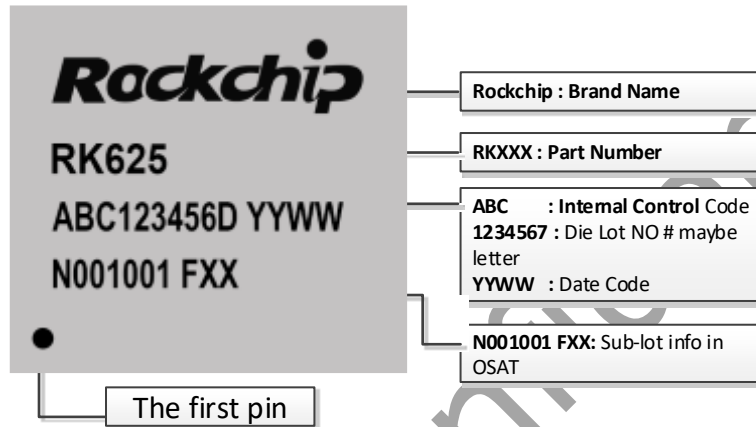 Rockchip
RK625
ABC123456D YYWW
N001001 FXX
The first pin
Rockchip : Brand Name
RKXXX : Part Number
ABC : Internal Control Code
1234567 : Die Lot NO # maybe
letter
YYWW : Date Code
N001001 FXX: Sub-lot info in
OSAT